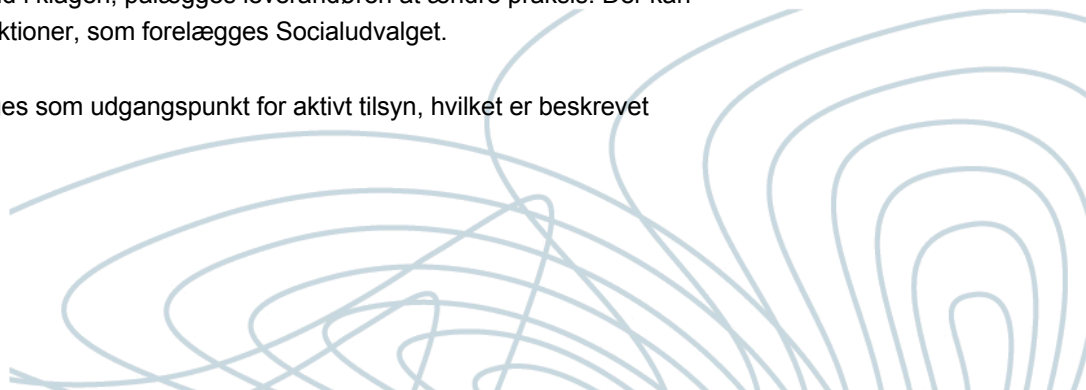 i klagen, pålægges leverandøren at ændre praksis. Der kan
ktioner, som forelægges Socialudvalget.
es som udgangspunkt for aktivt tilsyn, hvilket er beskrevet